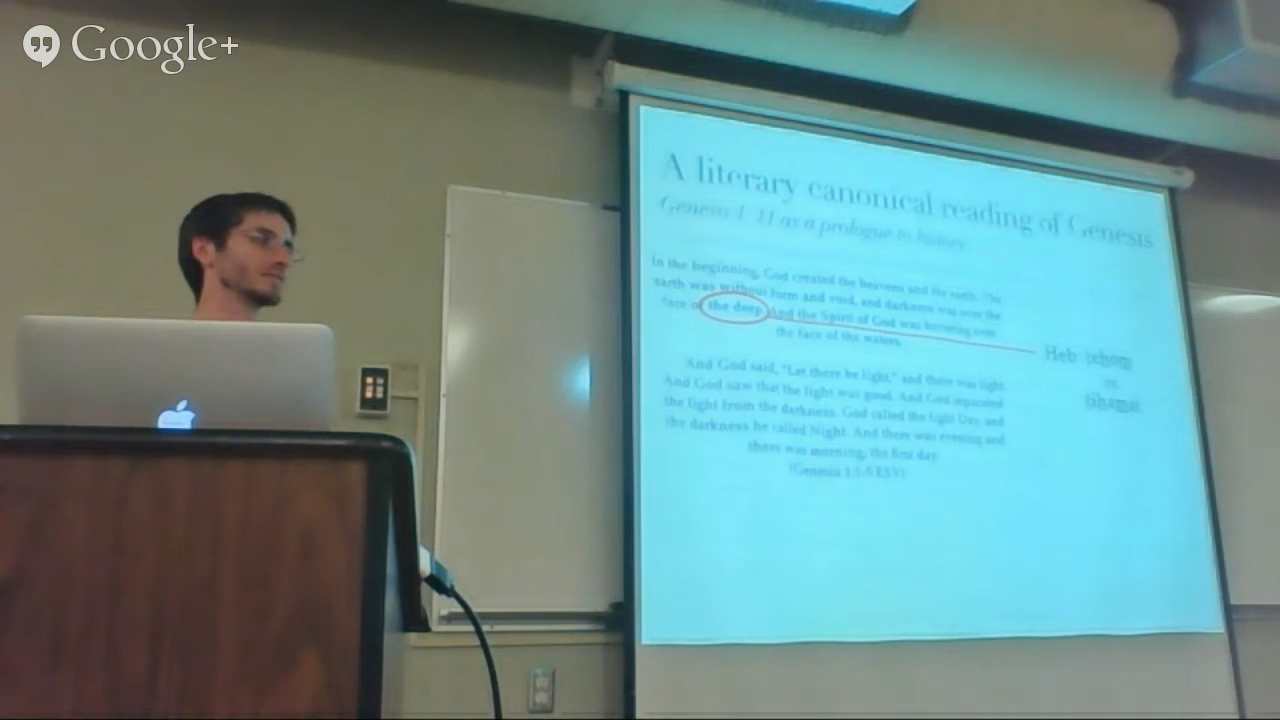 Google+
A literary canonical reading of Genesis
Genesis 1-11 as a prologue to history
In the beginning, God created the heavens and the earth. The
earth was without form and void, and darkness was over the
face of the deep. And the Spirit of God was hovering over
the face of the waters.
Heb: tehom
vs.
tihamat
And God said, "Let there be light," and there was light.
And God saw that the light was good. And God separated
the light from the darkness. God called the light Day, and
the darkness he called Night. And there was evening and
there was morning, the first day.
(Genesis 1:1-5 ESV)